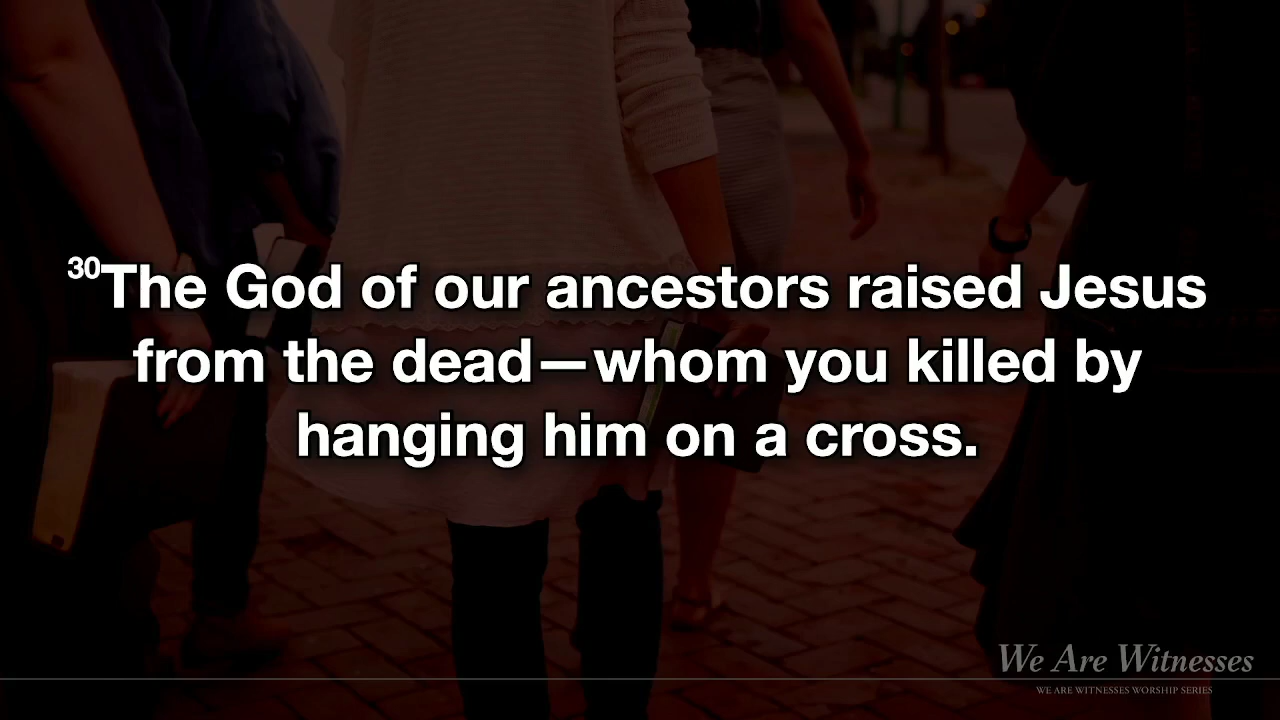 30The God of our ancestors raised Jesus
from the dead—whom you killed by
hanging him on a cross.
We Are Witnesses
WE ARE WITNESSES WORSHIP SERIES